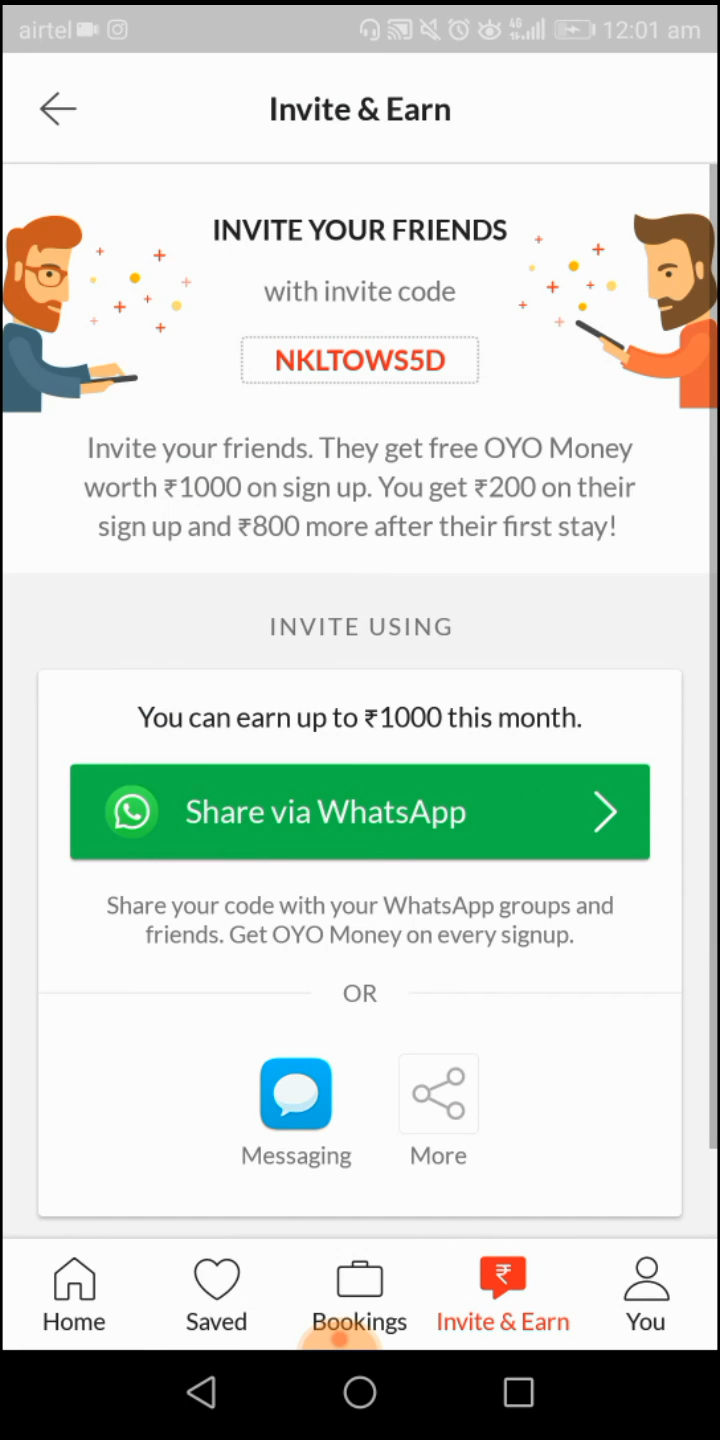 airtel
4G
12:01 am
Invite & Earn
INVITE YOUR FRIENDS
with invite code
NKLTOWS5D
Invite your friends. They get free OYO Money
worth ₹1000 on sign up. You get ₹200 on their
sign up and ₹800 more after their first stay!
INVITE USING
You can earn up to ₹1000 this month.
Share via WhatsApp
Share your code with your WhatsApp groups and
friends. Get OYO Money on every signup.
OR
Messaging More
Home Saved Bookings Invite & Earn You